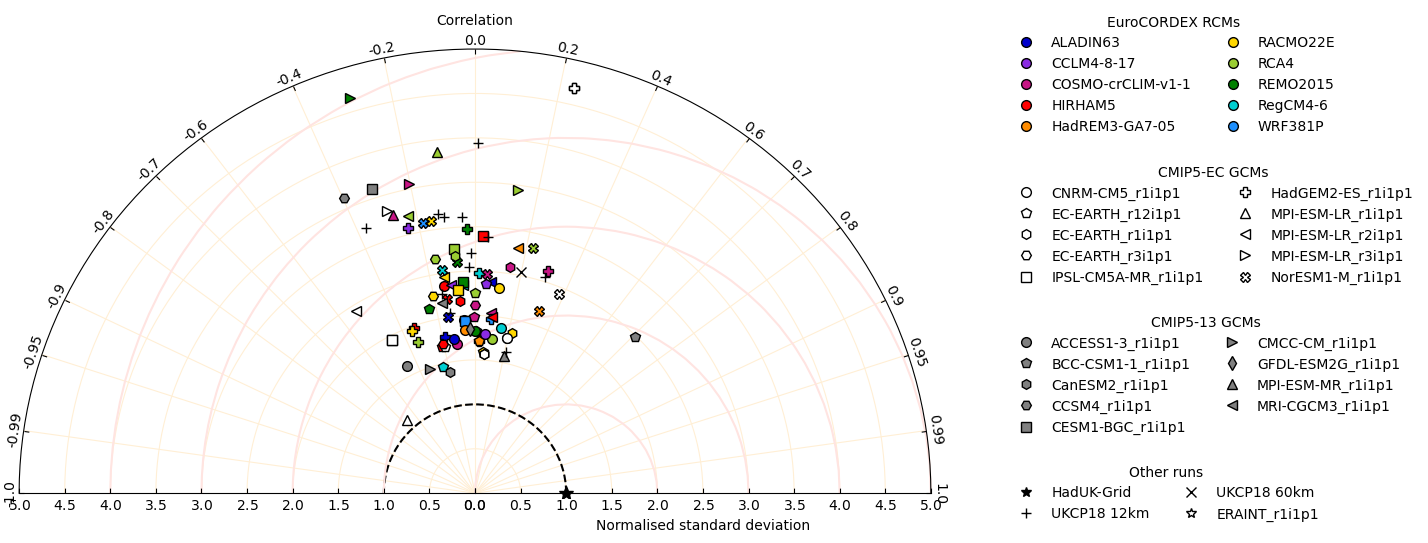 Correlation
0.0
-0.2
0.2
-0.4
0.4
-0.6
0.6
-0.7
0.7
-0.8
0.8
-0.9
0.9
-0.95
0.95
-0.99
0.99
-1.0
1.0
5.0 4.5 4.0 3.5 3.0 2.5 2.0 1.5 1.0 0.5 0.0 0.5 1.0 1.5 2.0 2.5 3.0 3.5 4.0 4.5 5.0
Normalised standard deviation
EuroCORDEX RCMs
ALADIN63 RACMO22E
CCLM4-8-17 RCA4
COSMO-crCLIM-v1-1 REMO2015
HIRHAM5 RegCM4-6
HadREM3-GA7-05 WRF381P
CMIP5-EC GCMs
CNRM-CM5_r1i1p1 HadGEM2-ES_r1i1p1
EC-EARTH_r12i1p1 MPI-ESM-LR_r1i1p1
EC-EARTH_r1i1p1 MPI-ESM-LR_r2i1p1
EC-EARTH_r3i1p1 MPI-ESM-LR_r3i1p1
IPSL-CM5A-MR_r1i1p1 NorESM1-M_r1i1p1
CMIP5-13 GCMs
ACCESS1-3_r1i1p1 CMCC-CM_r1i1p1
BCC-CSM1-1_r1i1p1 GFDL-ESM2G_r1i1p1
CanESM2_r1i1p1 MPI-ESM-MR_r1i1p1
CCSM4_r1i1p1 MRI-CGCM3_r1i1p1
CESM1-BGC_r1i1p1
Other runs
HadUK-Grid UKCP18 60km
UKCP18 12km ERAINT_r1i1p1